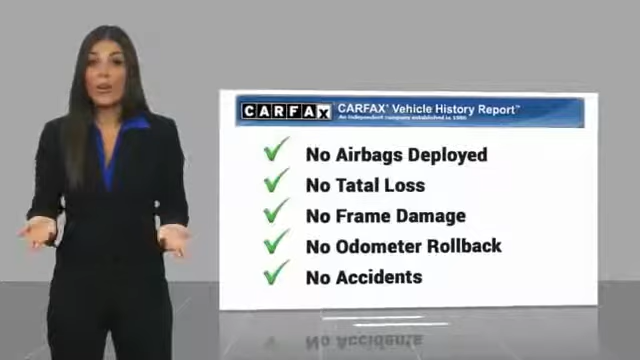 CARFAX CARFAX® Vehicle History Report™
An independent company established in 1986
No Airbags Deployed
No Tatal Loss
No Frame Damage
No Odometer Rollback
No Accidents